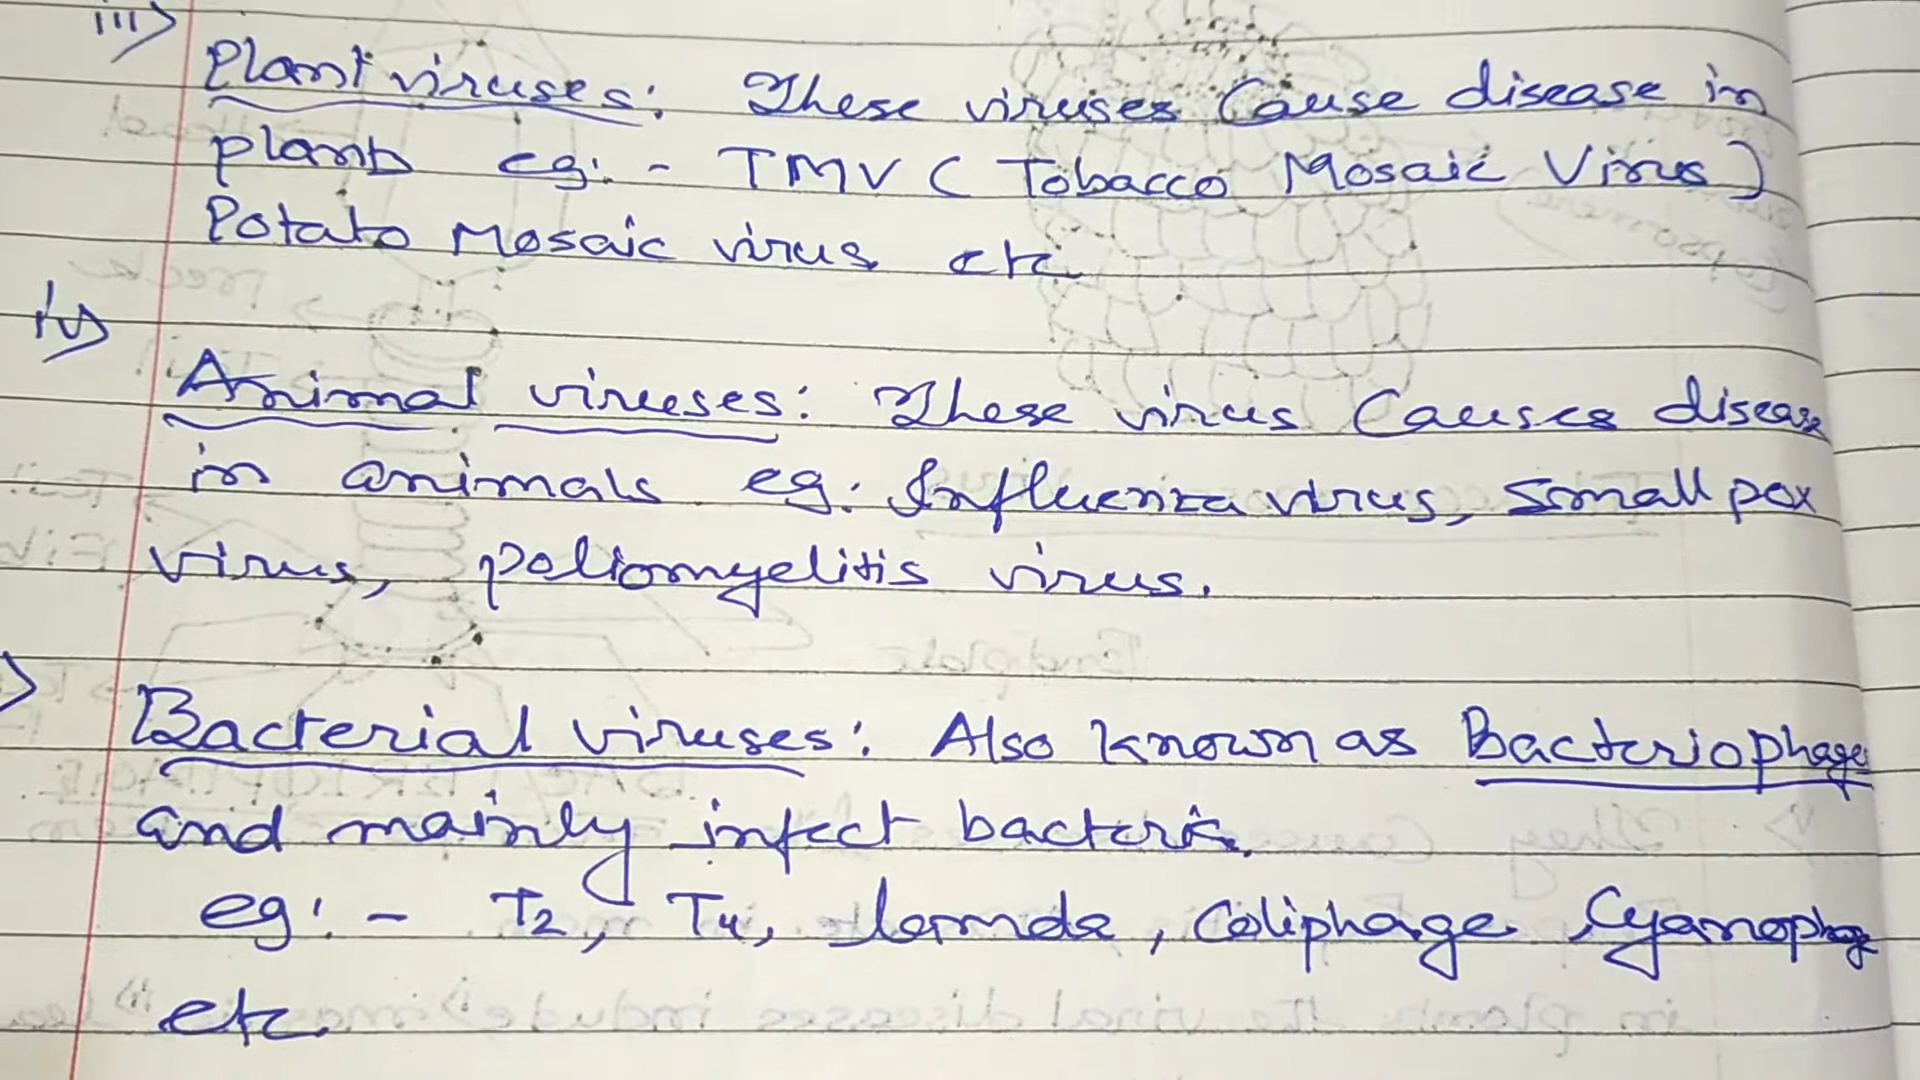 iii>
Plant viruses: These viruses Cause disease in
plants eg:- TMV ( Tobacco Mosaic Virus )
Potato Mosaic virus etc
iv>
Animal viruses: These virus Causes disease
in animals eg: Influenza virus, small pox
virus, poliomyelitis virus.
>
Bacterial viruses: Also known as Bacteriophage
and mainly infect bacteria.
eg:- T2, T4, lamda, Coliphage, Cyanophage
etc.